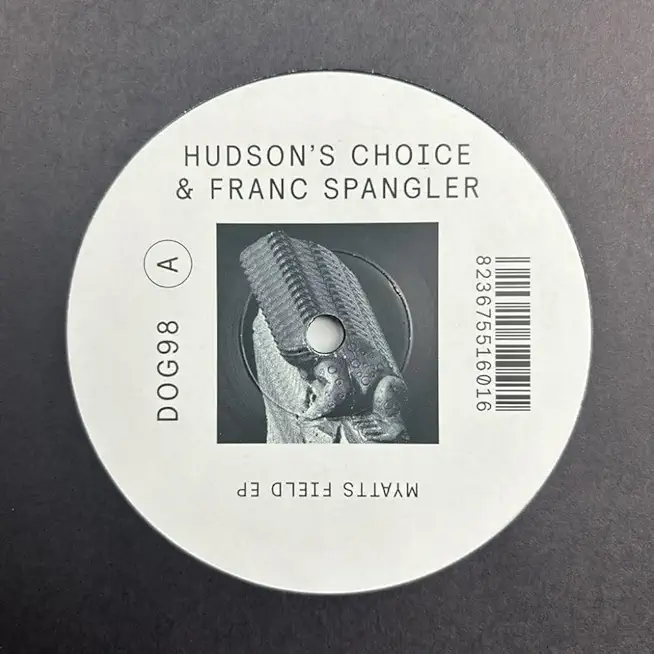 HUDSON'S CHOICE
& FRANC SPANGLER
DOG98 A
823675516016
MYATTS FIELD EP